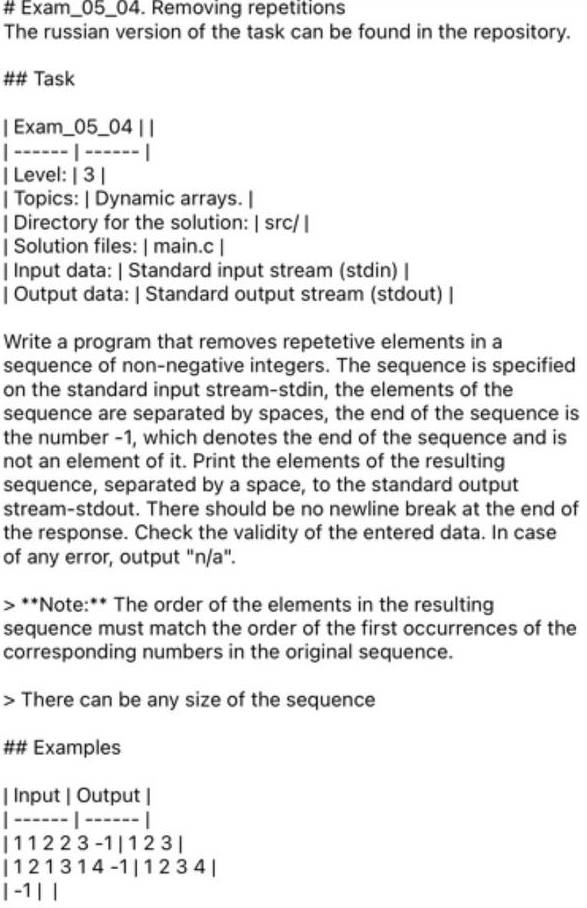 # Exam_05_04. Removing repetitions
The russian version of the task can be found in the repository.
## Task
| Exam_05_04 | |
| ------ | ------ |
| Level: | 3 |
| Topics: | Dynamic arrays. |
| Directory for the solution: | src/ |
| Solution files: | main.c |
| Input data: | Standard input stream (stdin) |
| Output data: | Standard output stream (stdout) |
Write a program that removes repetetive elements in a
sequence of non-negative integers. The sequence is specified
on the standard input stream-stdin, the elements of the
sequence are separated by spaces, the end of the sequence is
the number -1, which denotes the end of the sequence and is
not an element of it. Print the elements of the resulting
sequence, separated by a space, to the standard output
stream-stdout. There should be no newline break at the end of
the response. Check the validity of the entered data. In case
of any error, output "n/a".
> **Note:** The order of the elements in the resulting
sequence must match the order of the first occurrences of the
corresponding numbers in the original sequence.
> There can be any size of the sequence
## Examples
| Input | Output |
| ------ | ------ |
| 1 1 2 2 3 -1 | 1 2 3 |
| 1 2 1 3 1 4 -1 | 1 2 3 4 |
| -1 | |